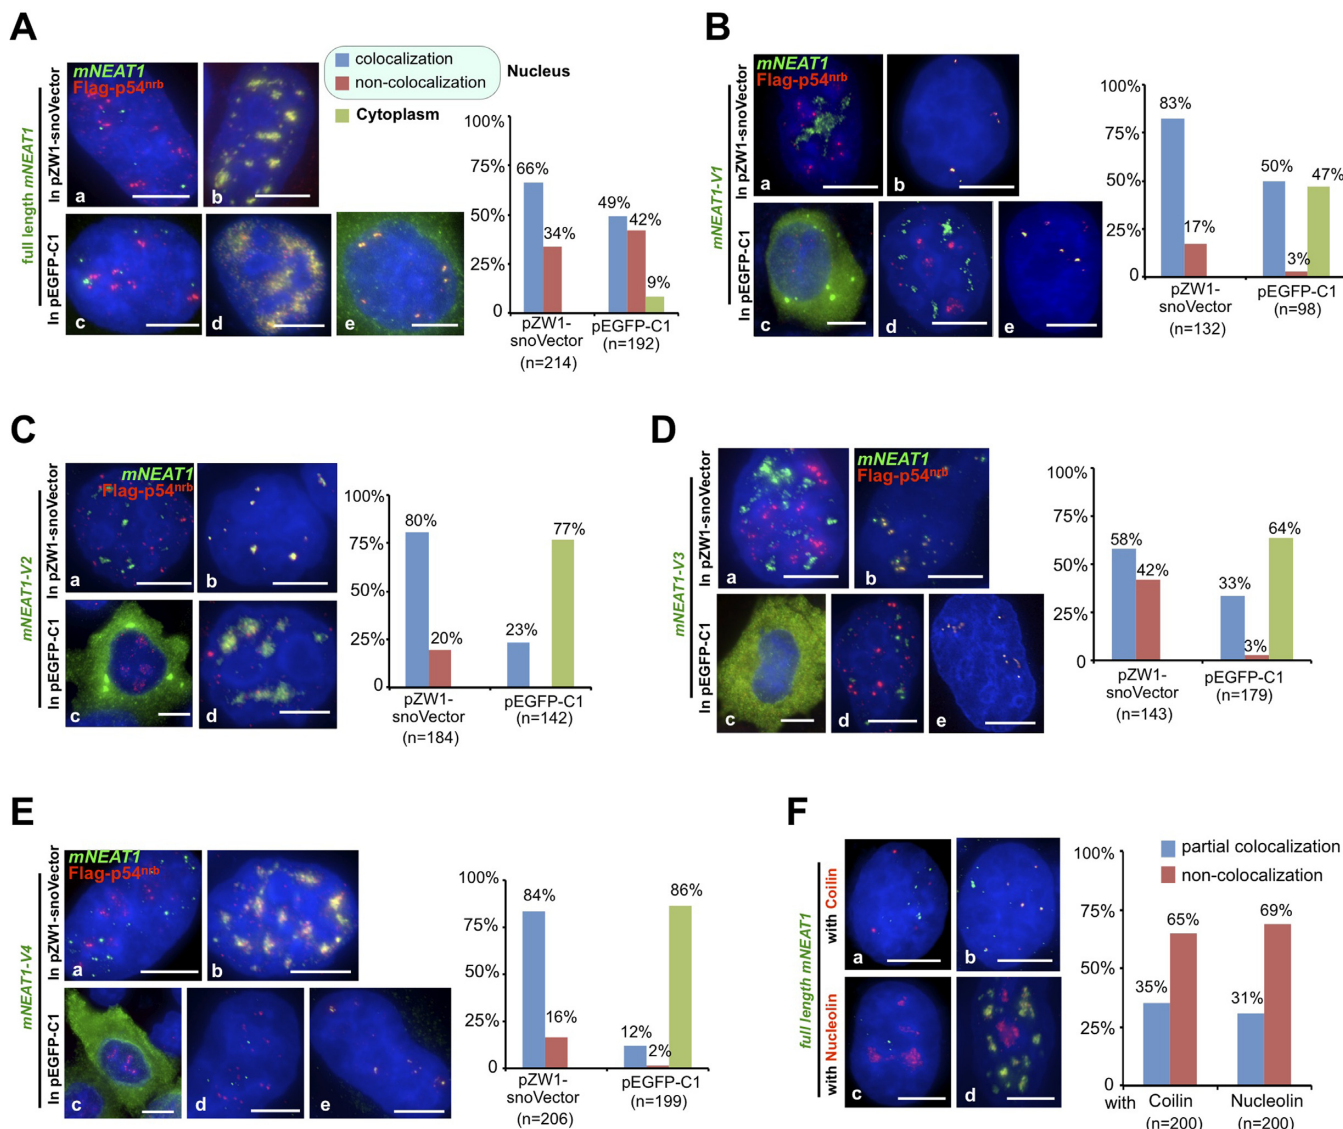 A
full length mNEAT1
In pZW1-snoVector
In pEGFP-C1
mNEAT1
Flag-p54nrb
a
b
c
d
e
colocalization
non-colocalization
Nucleus
Cytoplasm
100%
75%
50%
25%
0
66%
34%
49%
42%
9%
pZW1-
snoVector
(n=214)
pEGFP-C1
(n=192)
B
mNEAT1-V1
In pZW1-snoVector
In pEGFP-C1
mNEAT1
Flag-p54nrb
a
b
c
d
e
100%
75%
50%
25%
0
83%
17%
50%
3%
47%
pZW1-
snoVector
(n=132)
pEGFP-C1
(n=98)
C
mNEAT1-V2
In pZW1-snoVector
In pEGFP-C1
mNEAT1
Flag-p54nrb
a
b
c
d
100%
75%
50%
25%
0
80%
20%
23%
77%
pZW1-
snoVector
(n=184)
pEGFP-C1
(n=142)
D
mNEAT1-V3
In pZW1-snoVector
In pEGFP-C1
mNEAT1
Flag-p54nrb
a
b
c
d
e
100%
75%
50%
25%
0
58%
42%
33%
3%
64%
pZW1-
snoVector
(n=143)
pEGFP-C1
(n=179)
E
mNEAT1-V4
In pZW1-snoVector
In pEGFP-C1
mNEAT1
Flag-p54nrb
a
b
c
d
e
100%
75%
50%
25%
0
84%
16%
12%
2%
86%
pZW1-
snoVector
(n=206)
pEGFP-C1
(n=199)
F
full length mNEAT1
with Coilin
with Nucleolin
a
b
c
d
partial colocalization
non-colocalization
100%
75%
50%
25%
0
35%
65%
31%
69%
with
Coilin
(n=200)
Nucleolin
(n=200)